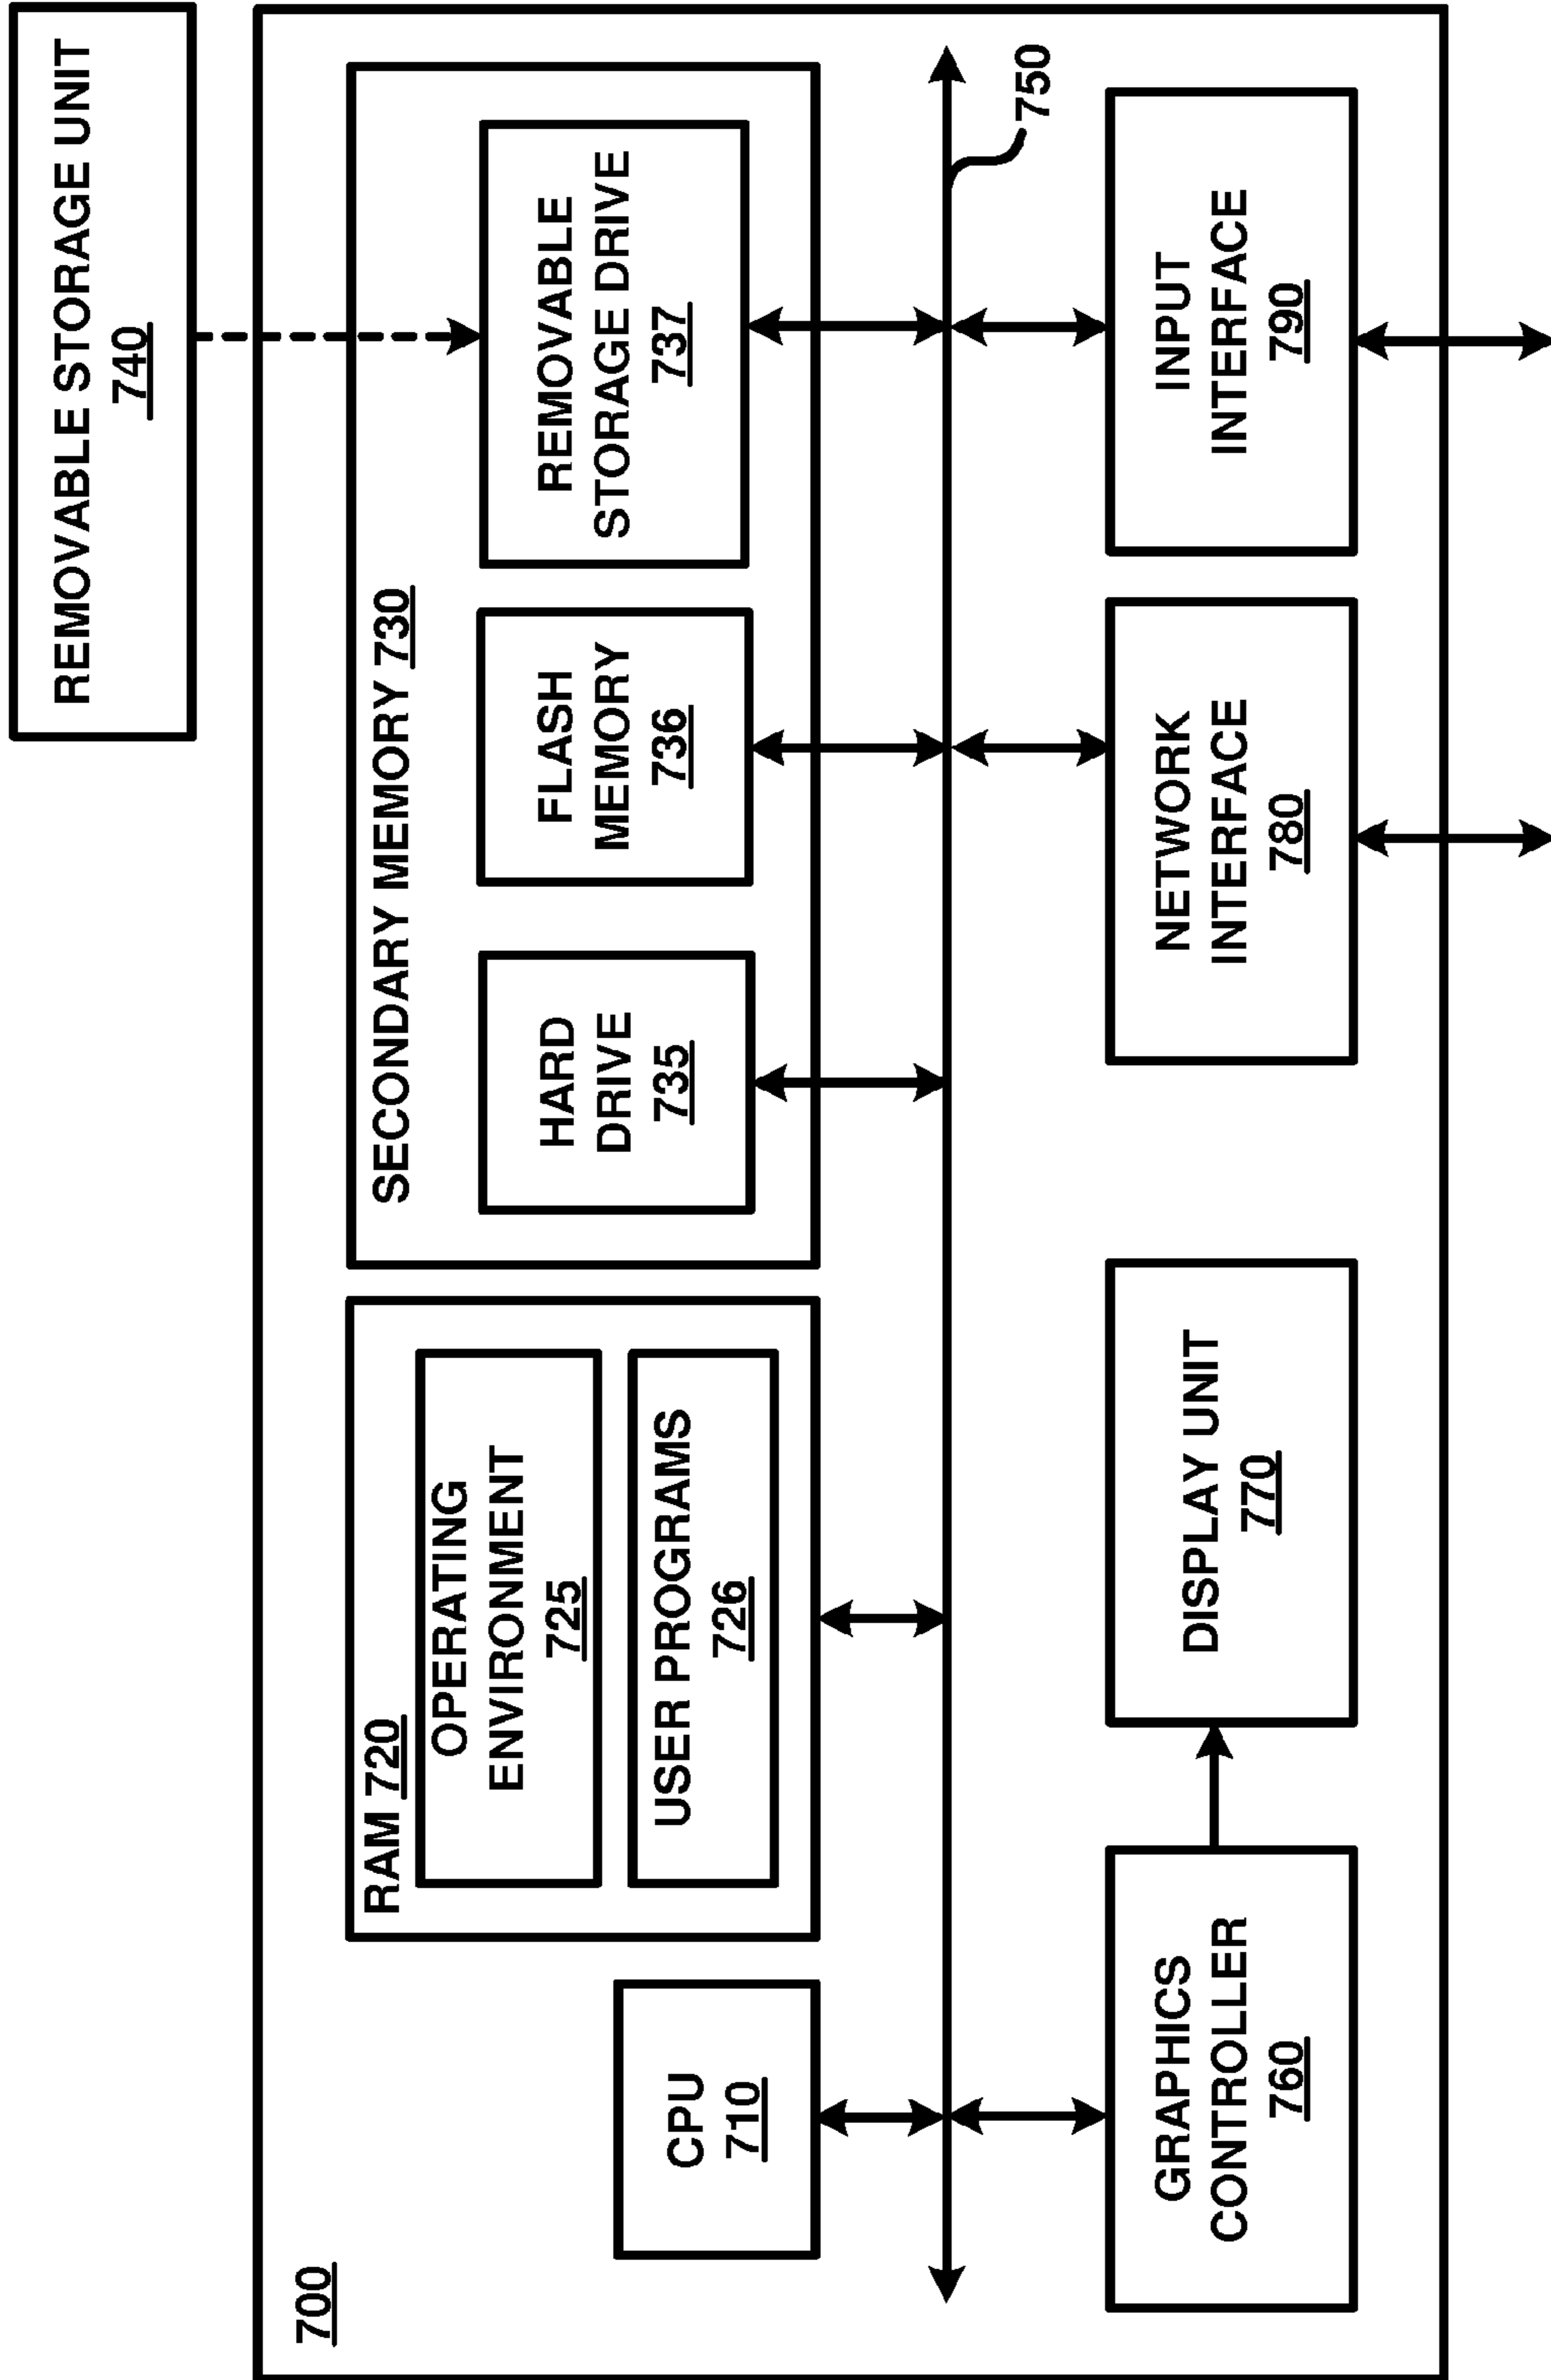 REMOVABLE STORAGE UNIT
740
700
RAM 720
OPERATING
ENVIRONMENT
725
USER PROGRAMS
726
SECONDARY MEMORY 730
HARD
DRIVE
735
FLASH
MEMORY
736
REMOVABLE
STORAGE DRIVE
737
CPU
710
750
GRAPHICS
CONTROLLER
760
DISPLAY UNIT
770
NETWORK
INTERFACE
780
INPUT
INTERFACE
790